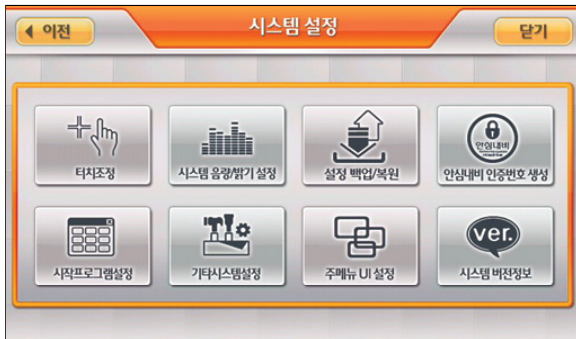 이전
시스템 설정
닫기
안심내비
터치조정
시스템 음량/밝기 설정
설정 백업/복원
안심내비 인증번호 생성
ver.
시작프로그램설정
기타시스템설정
주메뉴 UI 설정
시스템 버전정보